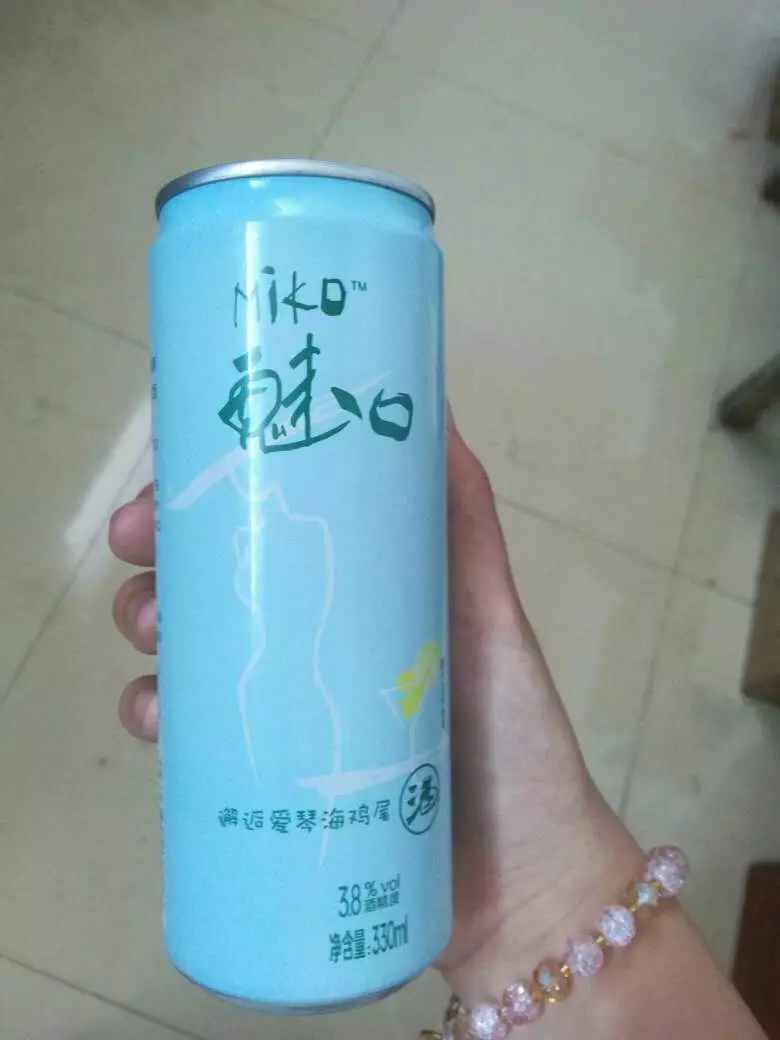 MiKO™
魅口
邂逅爱琴海鸡尾酒
3.8%vol
酒精度
净含量:330ml